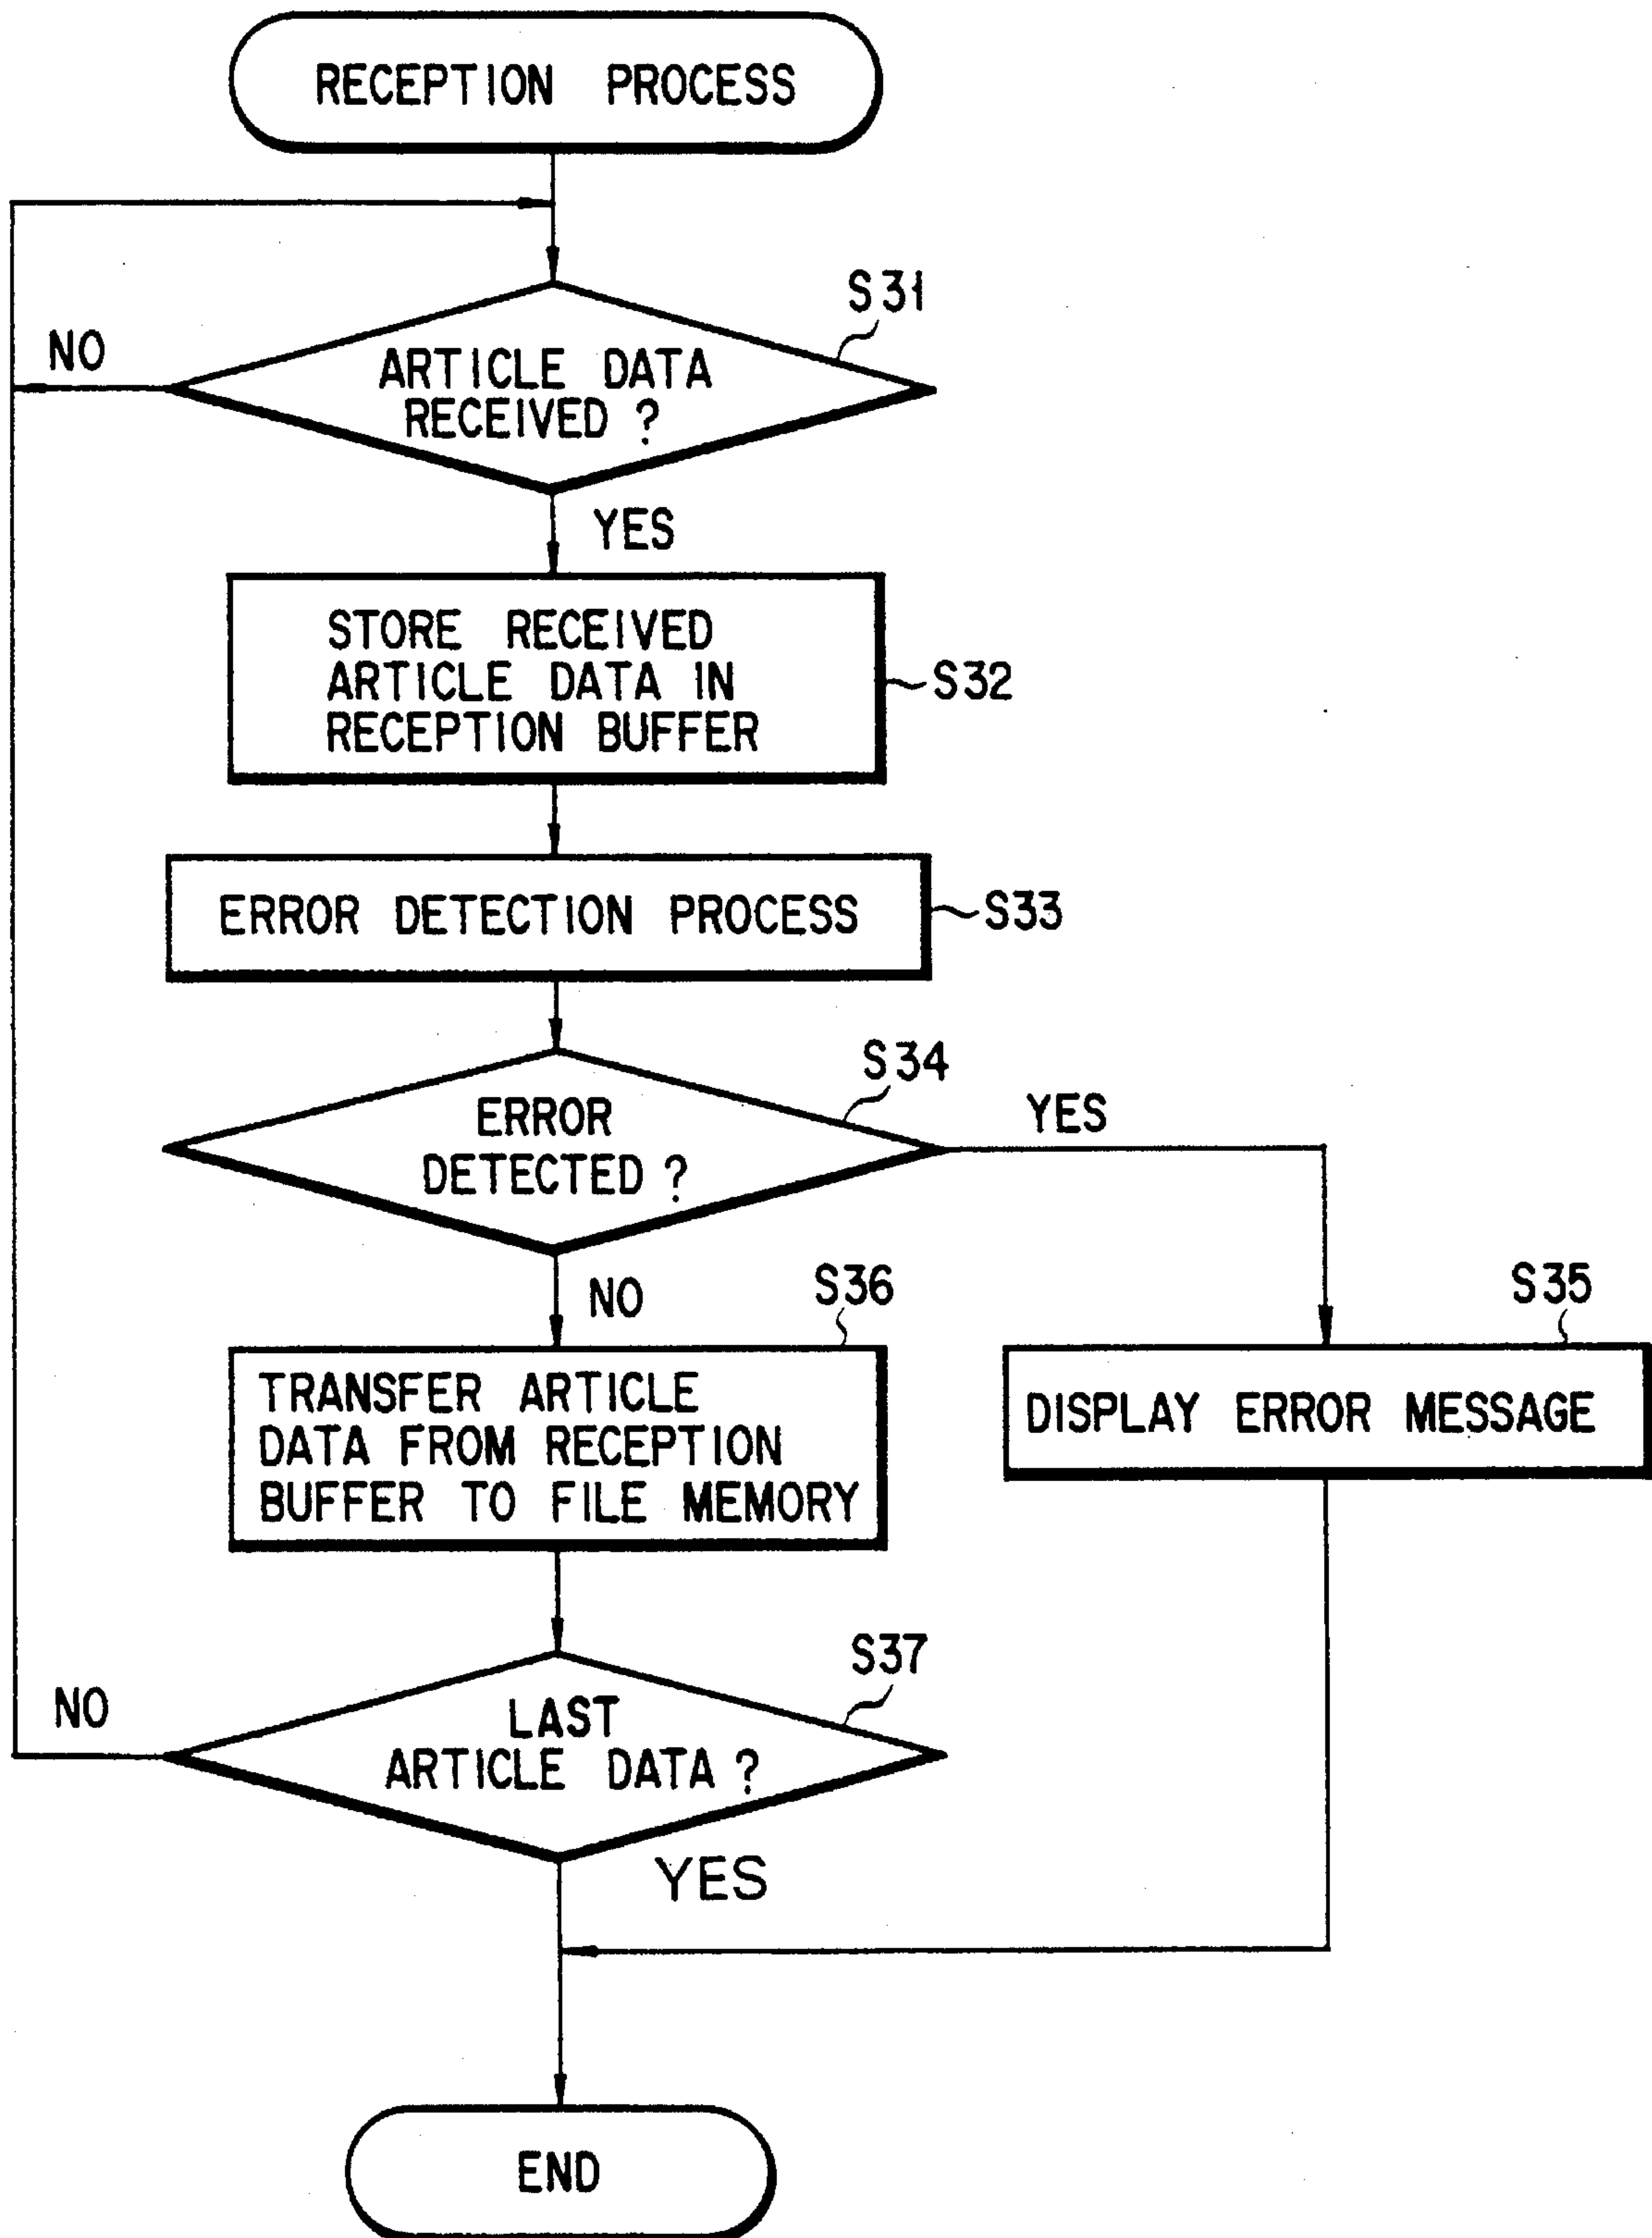 RECEPTION PROCESS
S31
NO
ARTICLE DATA
RECEIVED ?
YES
STORE RECEIVED
ARTICLE DATA IN
RECEPTION BUFFER
S32
ERROR DETECTION PROCESS
S33
S34
ERROR
DETECTED ?
YES
NO
S36
S35
TRANSFER ARTICLE
DATA FROM RECEPTION
BUFFER TO FILE MEMORY
DISPLAY ERROR MESSAGE
S37
NO
LAST
ARTICLE DATA ?
YES
END